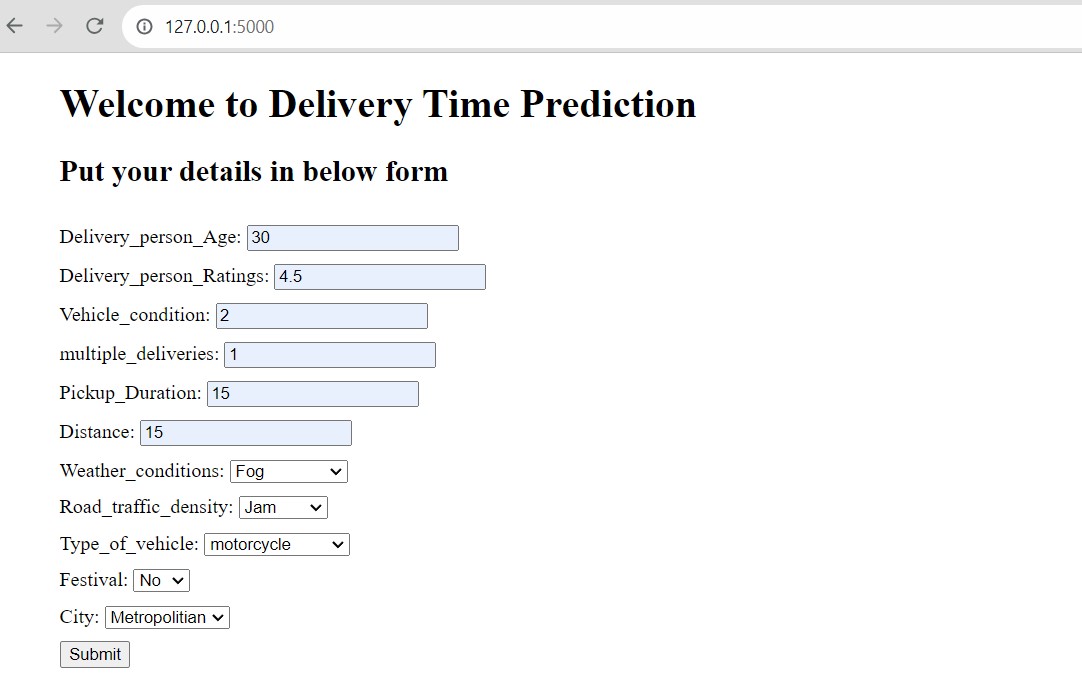 127.0.0.1:5000
Welcome to Delivery Time Prediction
Put your details in below form
Delivery_person_Age: 30
Delivery_person_Ratings: 4.5
Vehicle_condition: 2
multiple_deliveries: 1
Pickup_Duration: 15
Distance: 15
Weather_conditions: Fog
Road_traffic_density: Jam
Type_of_vehicle: motorcycle
Festival: No
City: Metropolitian
Submit